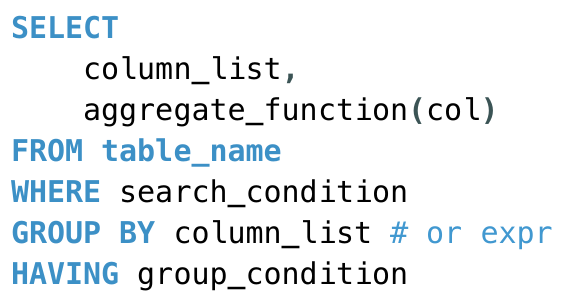 SELECT
    column_list,
    aggregate_function(col)
FROM table_name
WHERE search_condition
GROUP BY column_list # or expr
HAVING group_condition